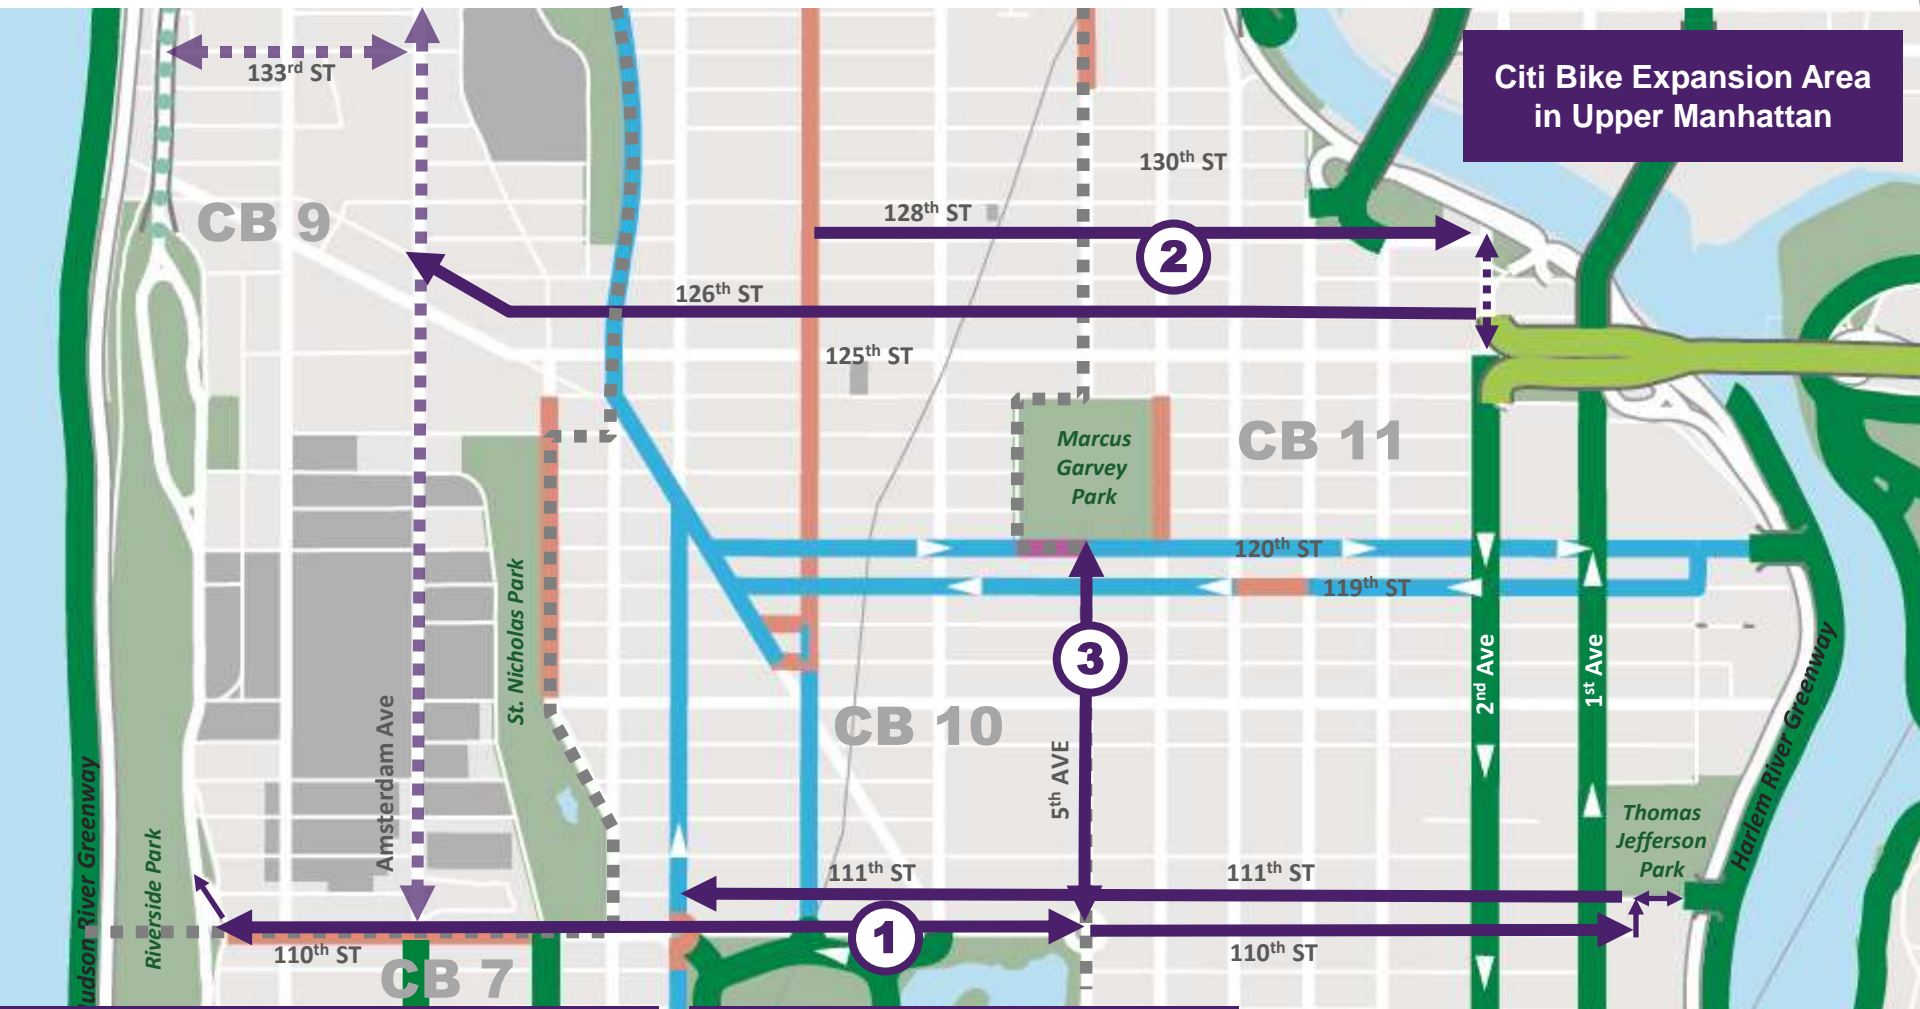 Citi Bike Expansion Area
in Upper Manhattan
133rd ST
130th ST
CB 9
128th ST
2
126th ST
125th ST
Marcus
Garvey
Park
CB 11
120th ST
119th ST
St. Nicholas Park
3
2nd Ave
1st Ave
Harlem River Greenway
CB 10
Amsterdam Ave
5th AVE
Hudson River Greenway
Riverside Park
Thomas
Jefferson
Park
111th ST
111th ST
1
110th ST
110th ST
CB 7